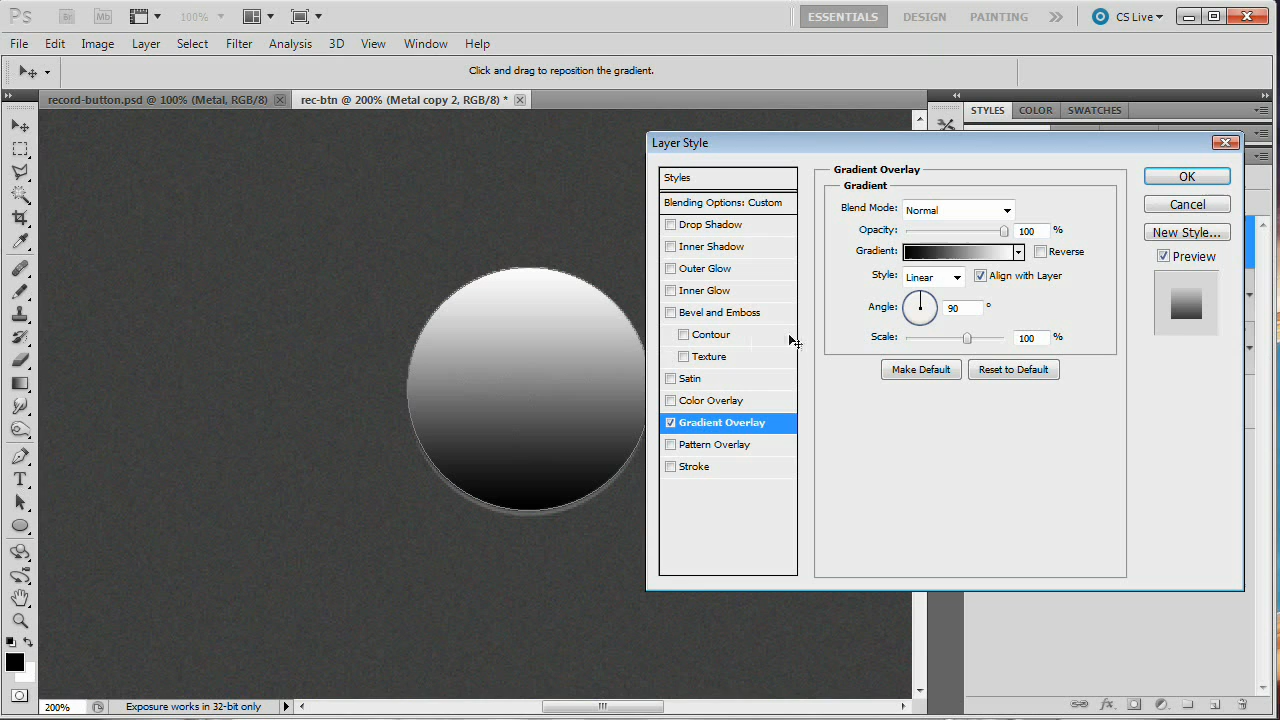 Ps Br Mb 100% ESSENTIALS DESIGN PAINTING CS Live
File Edit Image Layer Select Filter Analysis 3D View Window Help
Click and drag to reposition the gradient.
record-button.psd @ 100% (Metal, RGB/8) rec-btn @ 200% (Metal copy 2, RGB/8) *
STYLES COLOR SWATCHES
Layer Style
Styles
Blending Options: Custom
Drop Shadow
Inner Shadow
Outer Glow
Inner Glow
Bevel and Emboss
Contour
Texture
Satin
Color Overlay
Gradient Overlay
Pattern Overlay
Stroke
Gradient Overlay
Gradient
Blend Mode: Normal
Opacity: 100 %
Gradient: Reverse
Style: Linear Align with Layer
Angle: 90 °
Scale: 100 %
Make Default Reset to Default
OK
Cancel
New Style...
Preview
T
200% Exposure works in 32-bit only
fx